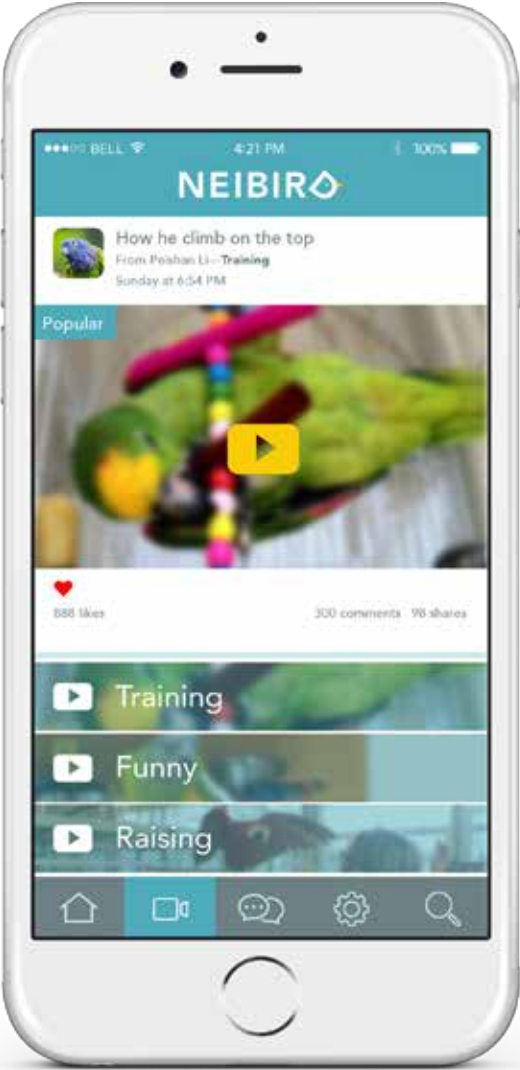 BELL 4:21 PM 100%
NEIBIRD
How he climb on the top
From Peishan Li—Training
Sunday at 6:54 PM
Popular
888 likes 300 comments 98 shares
Training
Funny
Raising